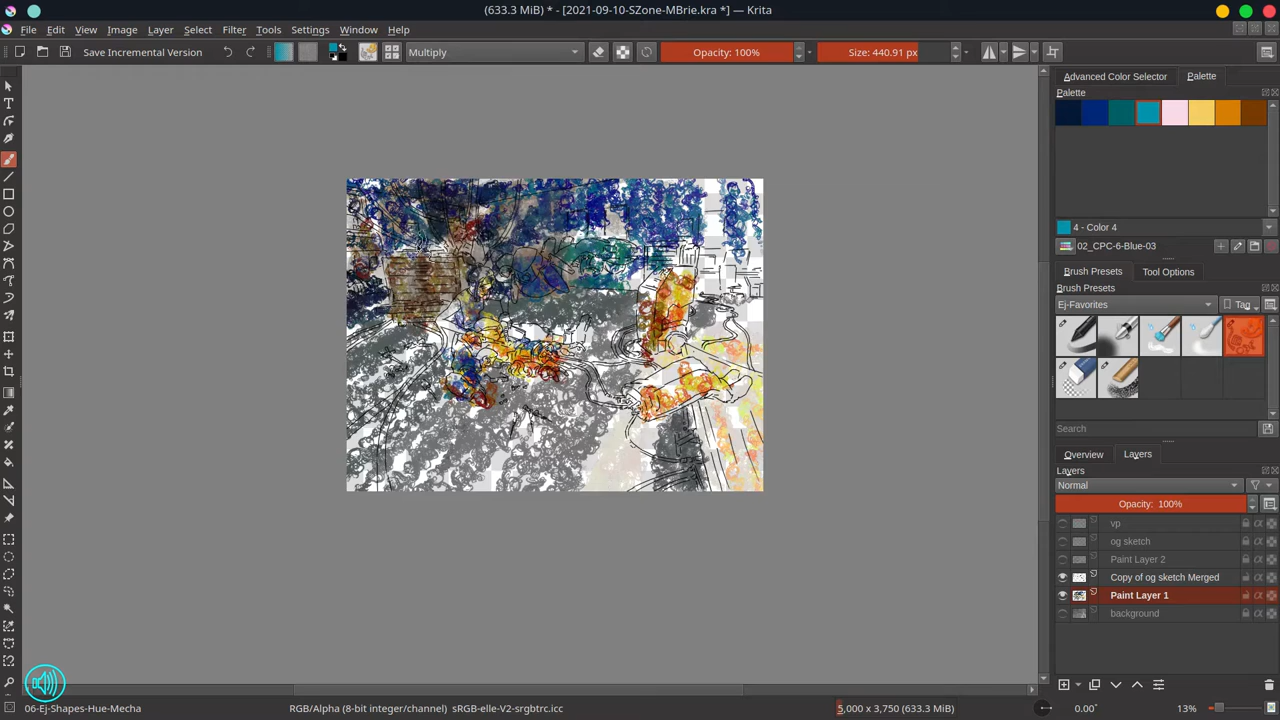 (633.3 MiB) * - [2021-09-10-SZone-MBrie.kra *] — Krita
File Edit View Image Layer Select Filter Tools Settings Window Help
Save Incremental Version
Multiply
Opacity: 100%
Size: 440.91 px
Advanced Color Selector
Palette
Palette
4 - Color 4
02_CPC-6-Blue-03
Brush Presets
Tool Options
Brush Presets
Ej-Favorites
Tag
Search
Overview
Layers
Layers
Normal
Opacity: 100%
vp
og sketch
Paint Layer 2
Copy of og sketch Merged
Paint Layer 1
background
06-Ej-Shapes-Hue-Mecha
RGB/Alpha (8-bit integer/channel) sRGB-elle-V2-srgbtrc.icc
5,000 x 3,750 (633.3 MiB)
0.00°
13%